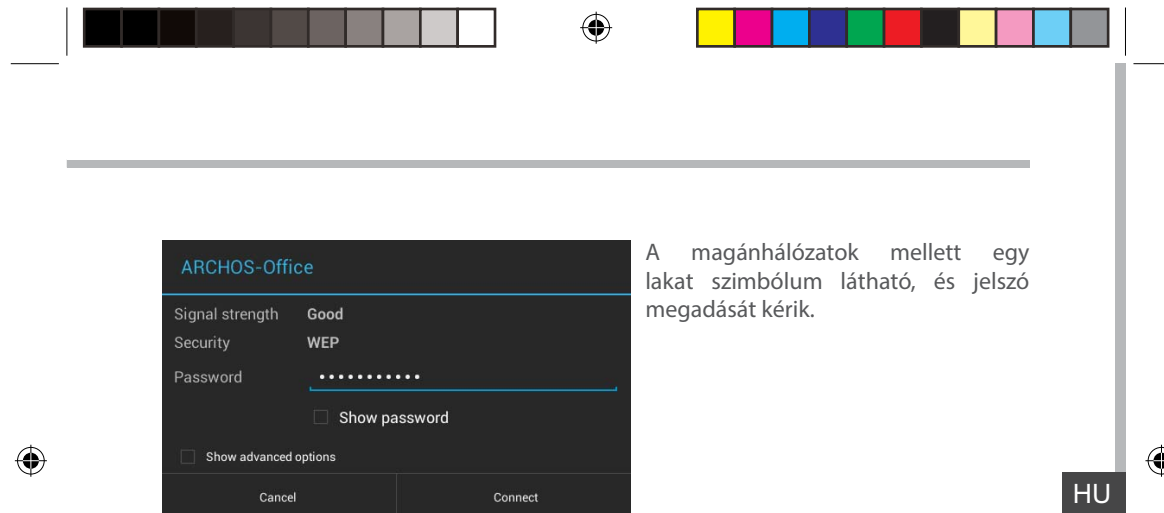 ARCHOS-Office
Signal strength Good
Security WEP
Password •••••••••••
Show password
Show advanced options
Cancel Connect
A magánhálózatok mellett egy
lakat szimbólum látható, és jelszó
megadását kérik.
HU